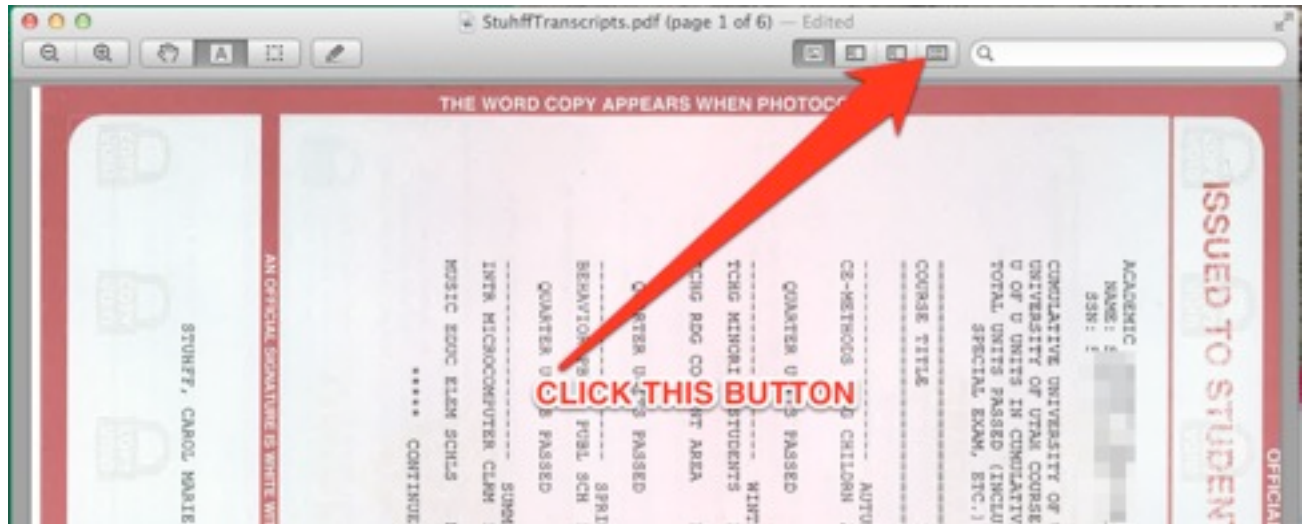 StuhffTranscripts.pdf (page 1 of 6) — Edited
A
THE WORD COPY APPEARS WHEN PHOTOC
CLICK THIS BUTTON
OFFICIA
ISSUED TO STUDEN
ACADEMIC
NAME:
SSN:
CUMULATIVE UNIVERSITY OF
UNIVERSITY OF UTAH COURSE
U OF U UNITS IN CUMULATIV
TOTAL UNITS PASSED (INCLU
SPECIAL EXAM, ETC.)
COURSE TITLE
AUTU
CE-METHODS CHILDRN
QUARTER U PASSED
WINT
TCHG MINORI STUDENTS
TCHG RDG CO NT AREA
PASSED
SPRI
BEHAVIOR PUBL SCH
QUARTER U PASSED
SUMM
INTR MICROCOMPUTER CLRM
MUSIC EDUC ELEM SCHLS
***** CONTINUE
AN OFFICIAL SIGNATURE IS WHITE WIT
STUHFF, CAROL MARIE